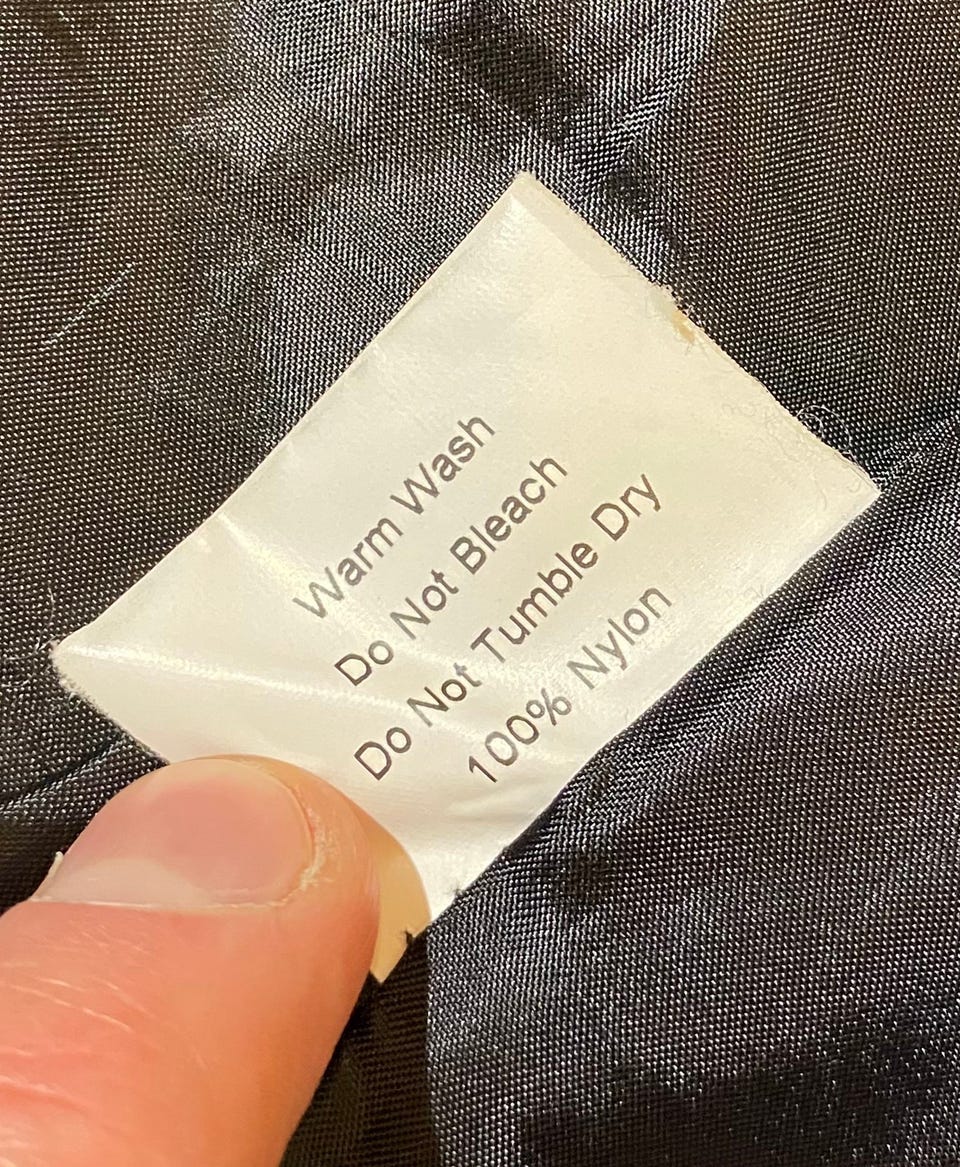 Warm Wash
Do Not Bleach
Do Not Tumble Dry
100% Nylon